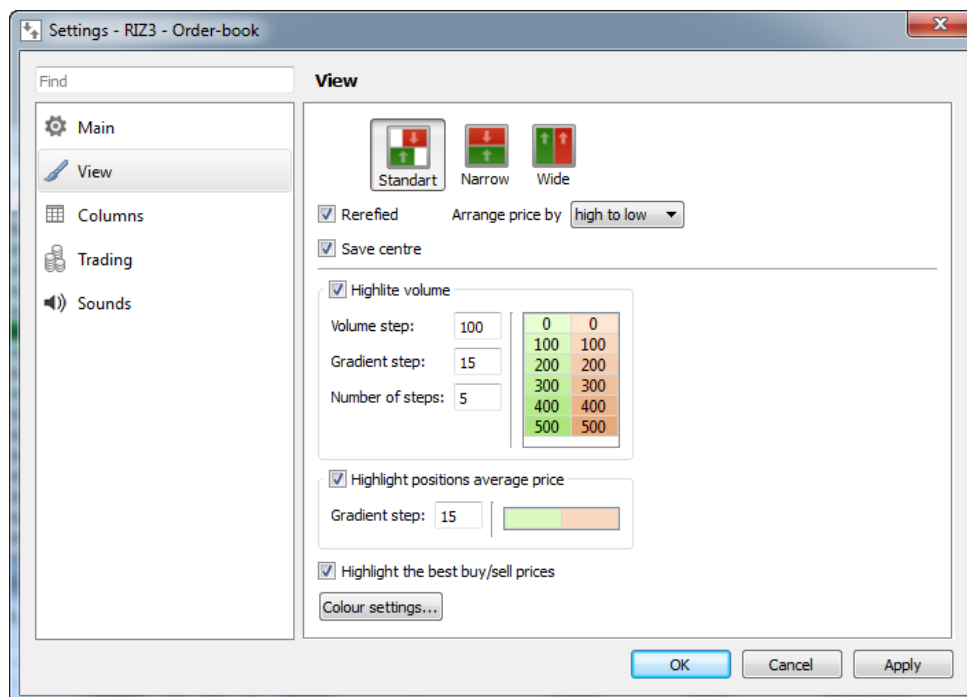 Settings - RIZ3 - Order-book
Find
Main
View
Columns
Trading
Sounds
View
Standart Narrow Wide
Rerefied Arrange price by high to low
Save centre
Highlite volume
Volume step: 100
Gradient step: 15
Number of steps: 5
0 0
100 100
200 200
300 300
400 400
500 500
Highlight positions average price
Gradient step: 15
Highlight the best buy/sell prices
Colour settings...
OK Cancel Apply